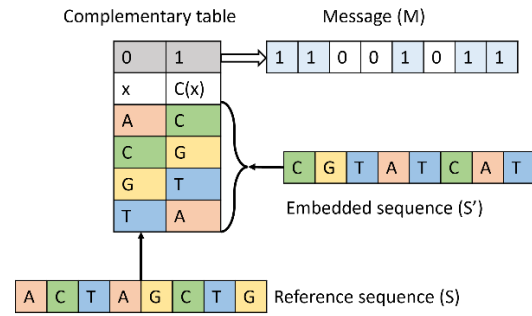 Complementary table
Message (M)
0 1
1 1 0 0 1 0 1 1
x C(x)
A C
C G
G T
T A
C G T A T C A T
Embedded sequence (S’)
A C T A G C T G
Reference sequence (S)